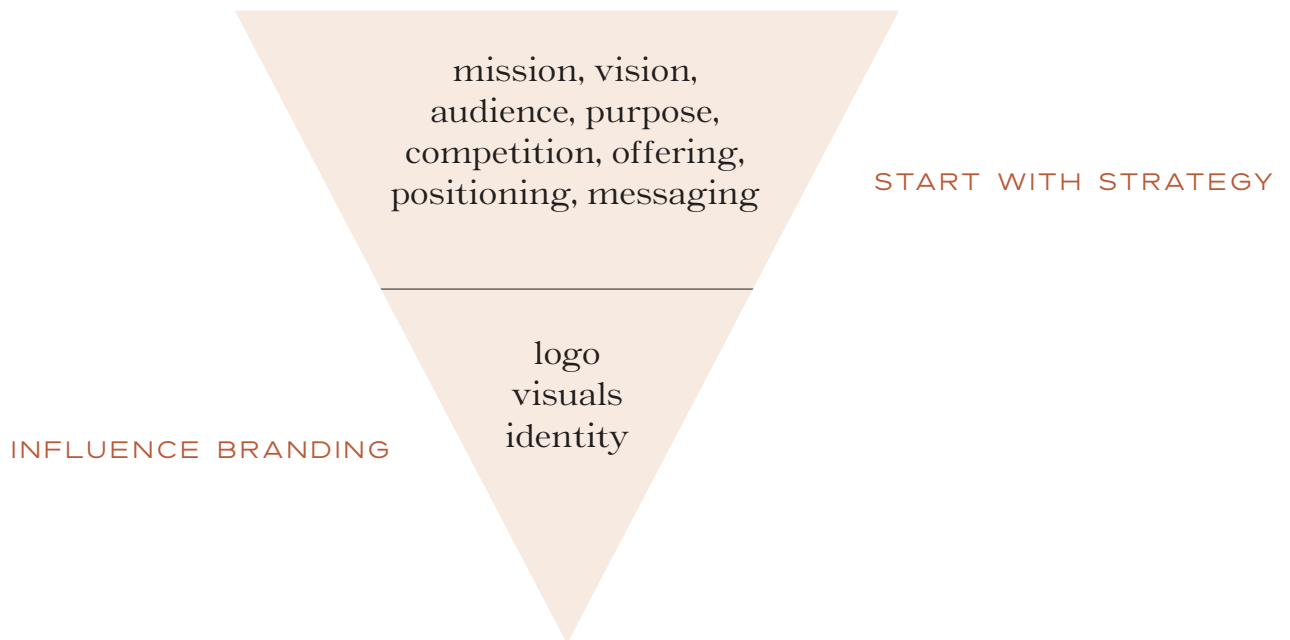 mission, vision,
audience, purpose,
competition, offering,
positioning, messaging
START WITH STRATEGY
logo
visuals
identity
INFLUENCE BRANDING